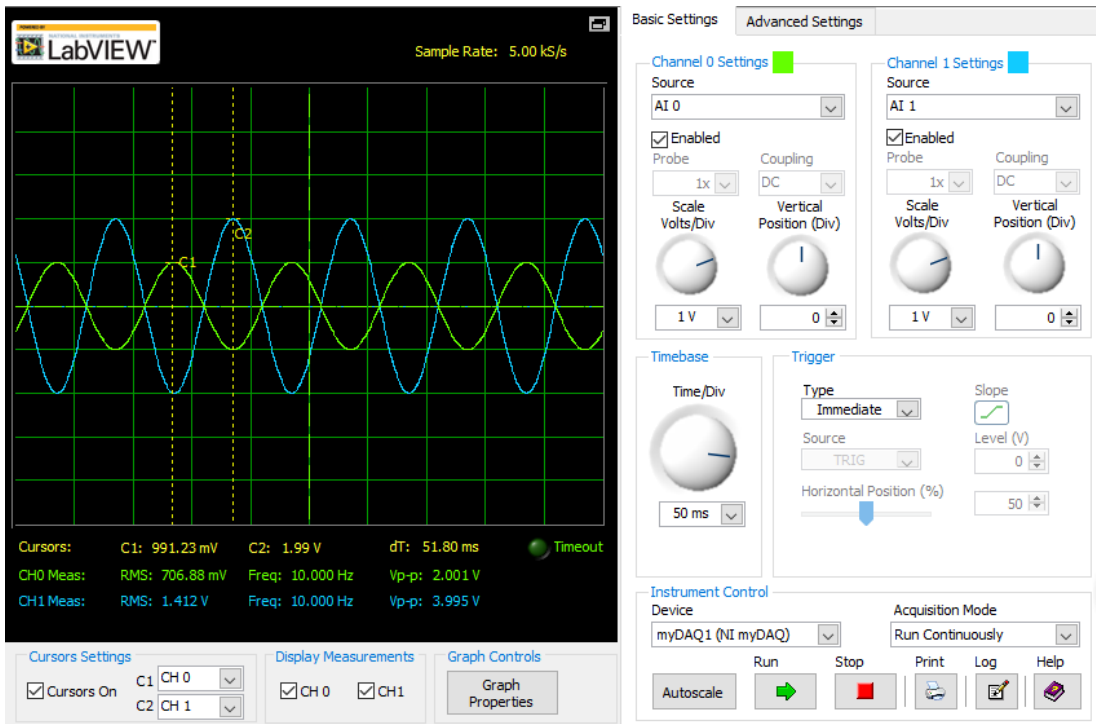 POWERED BY
NATIONAL INSTRUMENTS
LabVIEW™
Sample Rate: 5.00 kS/s
C2
C1
Cursors: C1: 991.23 mV C2: 1.99 V dT: 51.80 ms Timeout
CH0 Meas: RMS: 706.88 mV Freq: 10.000 Hz Vp-p: 2.001 V
CH1 Meas: RMS: 1.412 V Freq: 10.000 Hz Vp-p: 3.995 V
Cursors Settings
Cursors On
C1 CH 0
C2 CH 1
Display Measurements
CH 0 CH1
Graph Controls
Graph
Properties
Basic Settings Advanced Settings
Channel 0 Settings
Source
AI 0
Enabled
Probe Coupling
1x DC
Scale Vertical
Volts/Div Position (Div)
1 V 0
Channel 1 Settings
Source
AI 1
Enabled
Probe Coupling
1x DC
Scale Vertical
Volts/Div Position (Div)
1 V 0
Timebase
Time/Div
50 ms
Trigger
Type Slope
Immediate
Source Level (V)
TRIG 0
Horizontal Position (%)
50
Instrument Control
Device Acquisition Mode
myDAQ1 (NI myDAQ) Run Continuously
Run Stop Print Log Help
Autoscale